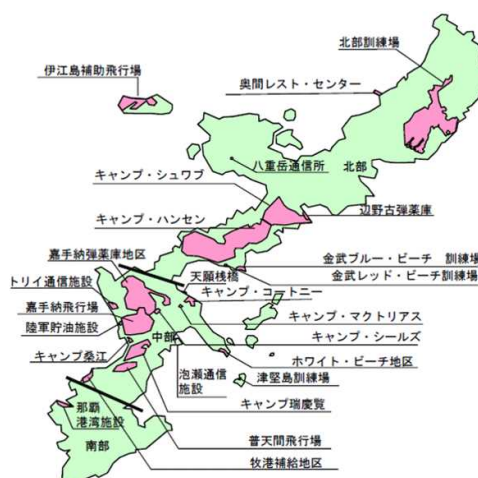 北部訓練場
伊江島補助飛行場
奥間レスト・センター
八重岳通信所
北部
キャンプ・シュワブ
辺野古弾薬庫
キャンプ・ハンセン
金武ブルー・ビーチ 訓練場
嘉手納弾薬庫地区
天願桟橋
金武レッド・ビーチ訓練場
トリイ通信施設
キャンプ・コートニー
嘉手納飛行場
キャンプ・マクトリアス
陸軍貯油施設
中部
キャンプ・シールズ
キャンプ桑江
泡瀬通信
施設
ホワイト・ビーチ地区
津堅島訓練場
那覇
港湾施設
キャンプ瑞慶覧
南部
普天間飛行場
牧港補給地区